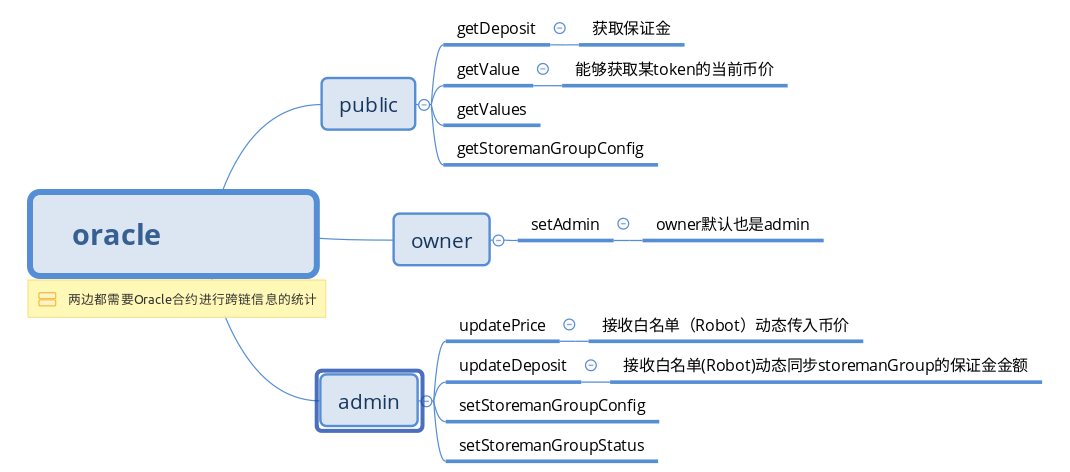 oracle
两边都需要Oracle合约进行跨链信息的统计
public
getDeposit
获取保证金
getValue
能够获取某token的当前币价
getValues
getStoremanGroupConfig
owner
setAdmin
owner默认也是admin
admin
updatePrice
接收白名单（Robot）动态传入币价
updateDeposit
接收白名单(Robot)动态同步storemanGroup的保证金金额
setStoremanGroupConfig
setStoremanGroupStatus